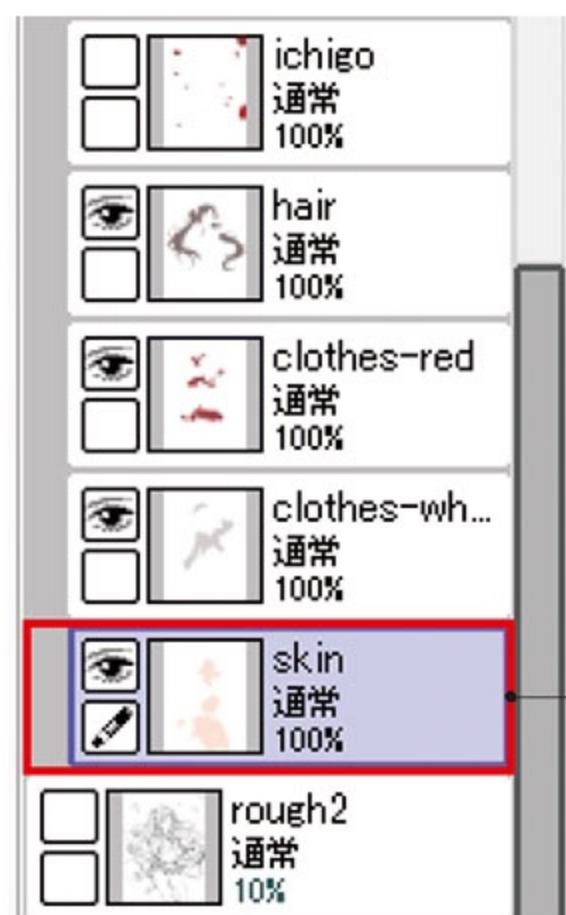 ichigo
通常
100%
hair
通常
100%
clothes-red
通常
100%
clothes-wh...
通常
100%
skin
通常
100%
rough2
通常
10%